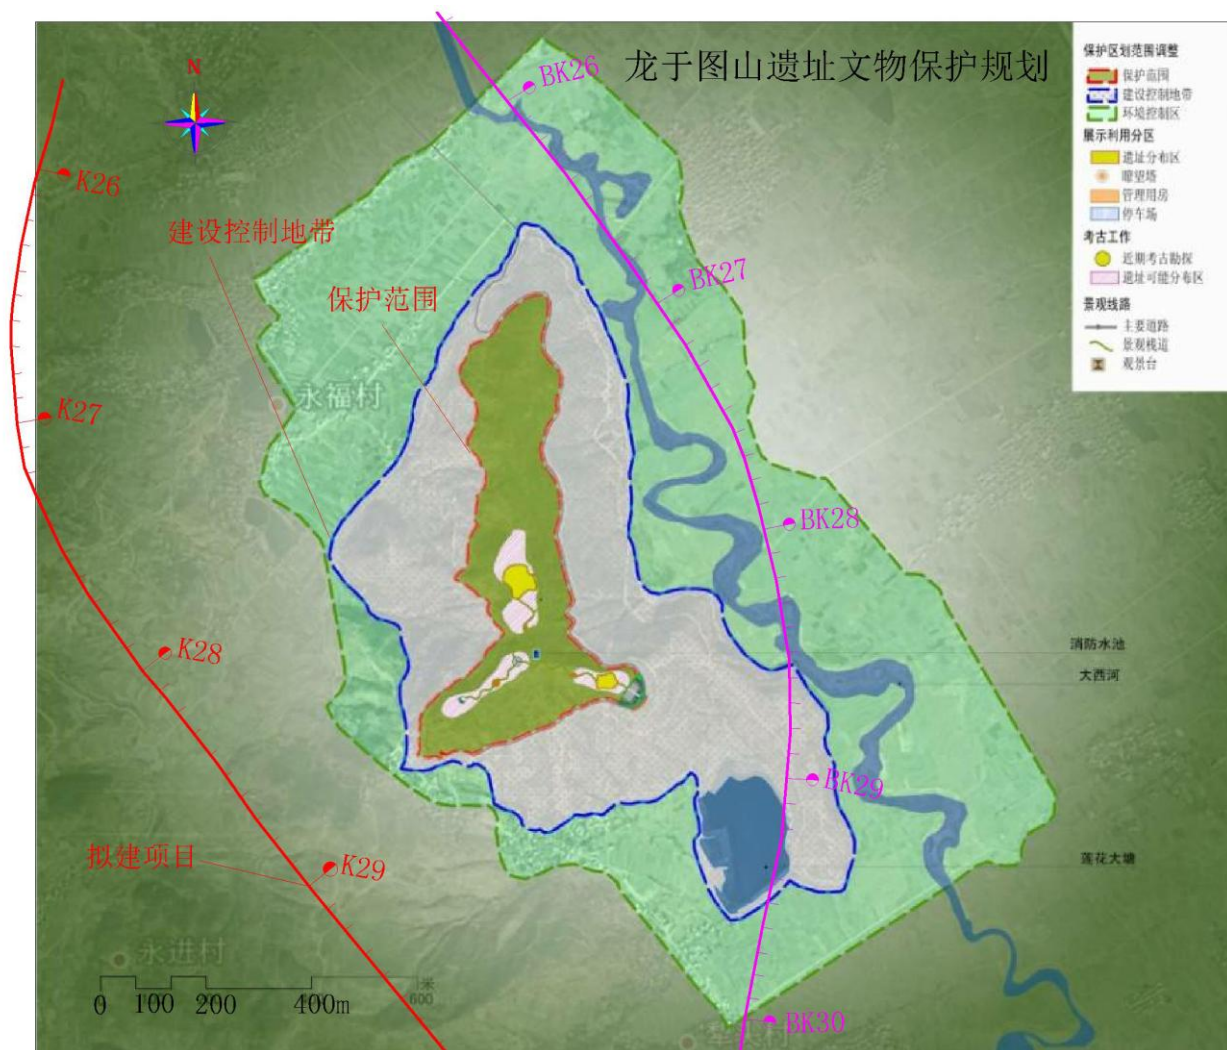 龙于图山遗址文物保护规划
N
BK26
K26
建设控制地带
保护范围
BK27
永福村
K27
BK28
K28
消防水池
大西河
BK29
拟建项目
K29
莲花大塘
永进村
米
0 100 200 400m
600
BK30
保护区划范围调整
保护范围
建设控制地带
环境控制区
展示利用分区
遗址分布区
瞭望塔
管理用房
停车场
考古工作
近期考古勘探
遗址可能分布区
景观线路
主要道路
景观栈道
观景台